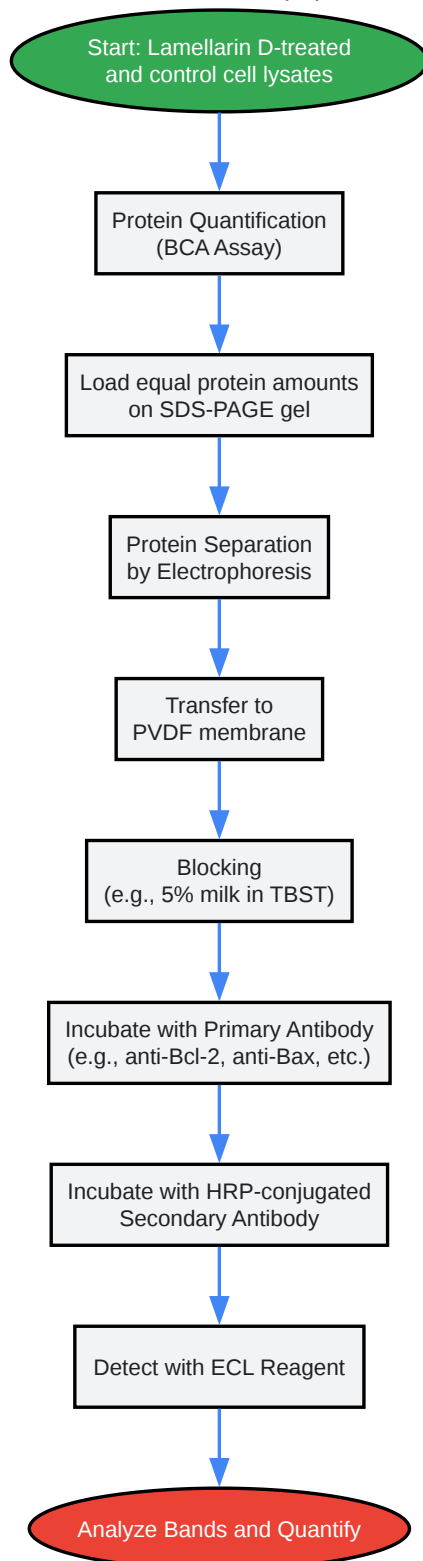 Start: Lamellarin D-treated
and control cell lysates
Protein Quantification
(BCA Assay)
Load equal protein amounts
on SDS-PAGE gel
Protein Separation
by Electrophoresis
Transfer to
PVDF membrane
Blocking
(e.g., 5% milk in TBST)
Incubate with Primary Antibody
(e.g., anti-Bcl-2, anti-Bax, etc.)
Incubate with HRP-conjugated
Secondary Antibody
Detect with ECL Reagent
Analyze Bands and Quantify